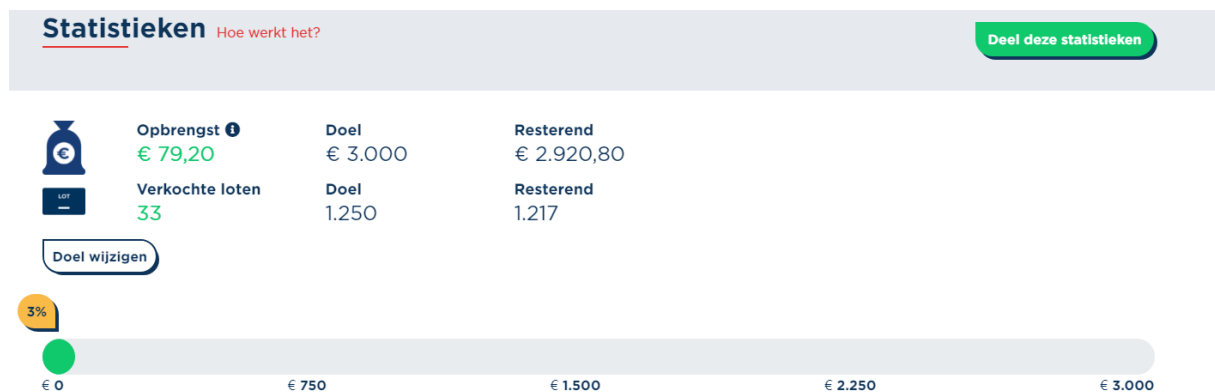 Statistieken Hoe werkt het?
Deel deze statistieken
Opbrengst Doel Resterend
€ 79,20 € 3.000 € 2.920,80
LOT
Verkochte loten Doel Resterend
33 1.250 1.217
Doel wijzigen
3%
€ 0 € 750 € 1.500 € 2.250 € 3.000